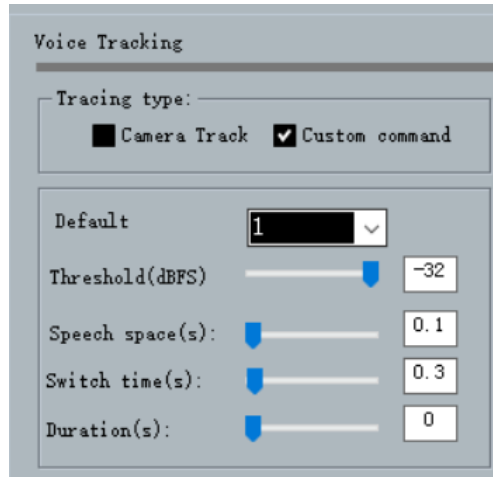 Voice Tracking
Tracing type:
Camera Track Custom command
Default 1
Threshold(dBFS) -32
Speech space(s): 0.1
Switch time(s): 0.3
Duration(s): 0